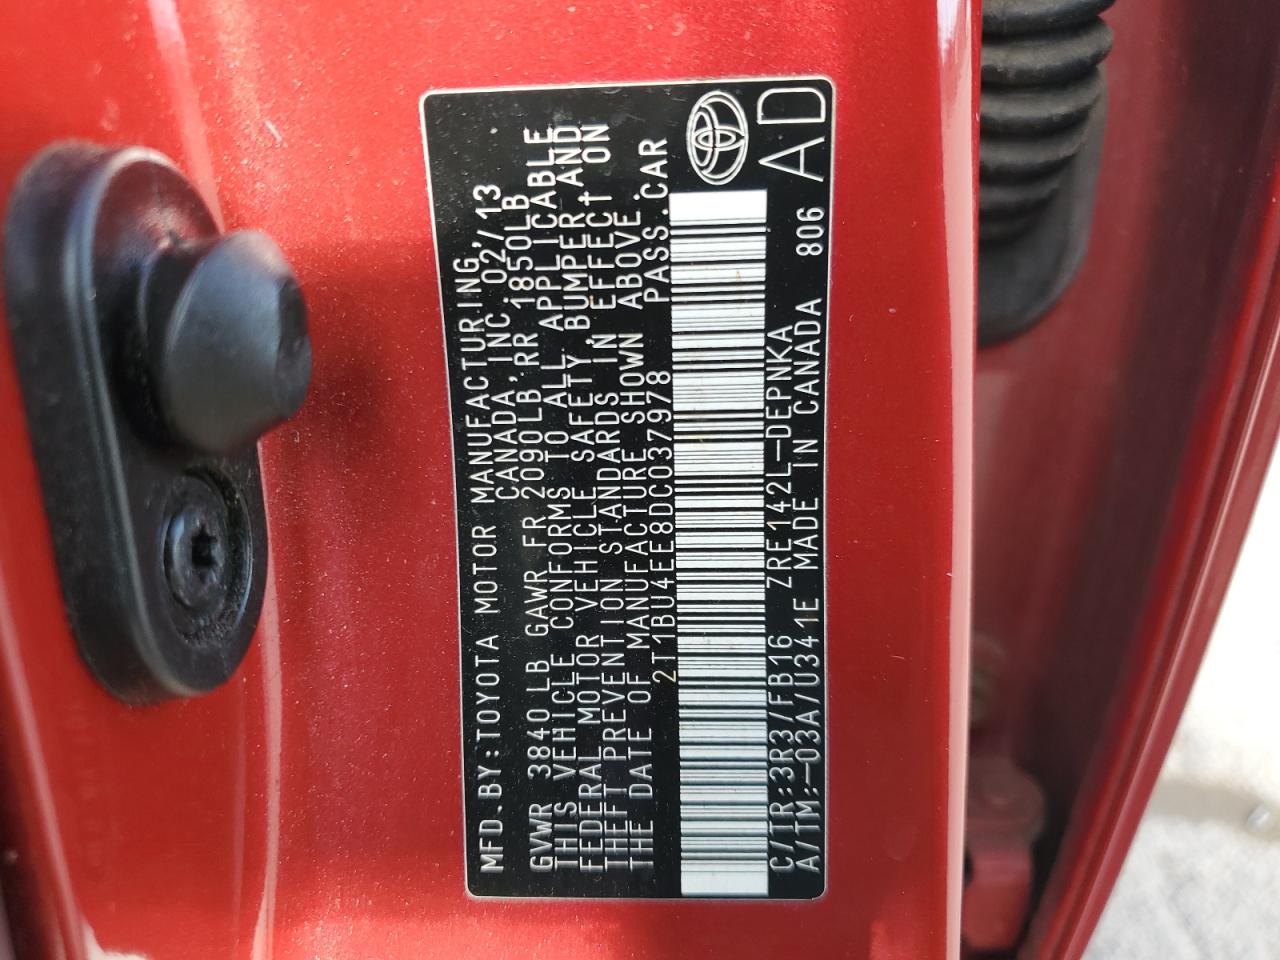 MFD.BY:TOYOTA MOTOR MANUFACTURING,
CANADA, INC. 02/13
GVWR 3840 LB GAWR FR 2090LB, RR 1850LB
THIS VEHICLE CONFORMS TO ALL APPLICABLE
FEDERAL MOTOR VEHICLE SAFETY, BUMPER, AND
THEFT PREVENTION STANDARDS IN EFFECT ON
THE DATE OF MANUFACTURE SHOWN ABOVE.
2T1BU4EE8DC037978 PASS.CAR
C/TR:3R3/FB16 ZRE142L-DEPNKA
A/TM:-03A/U341E MADE IN CANADA 806
AD